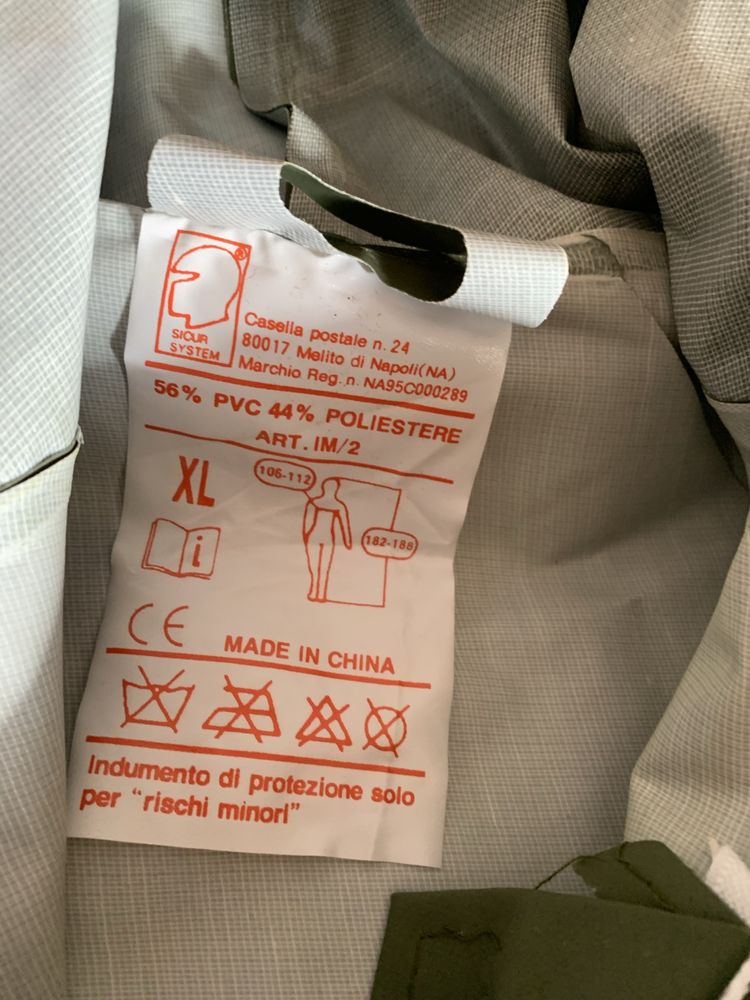 ®
SICUR
SYSTEM
Casella postale n. 24
80017 Melito di Napoli(NA)
Marchio Reg. n. NA95C000289
56% PVC 44% POLIESTERE
ART. IM/2
XL
106-112
182-188
i
CE
MADE IN CHINA
Indumento di protezione solo
per “rischi minori”